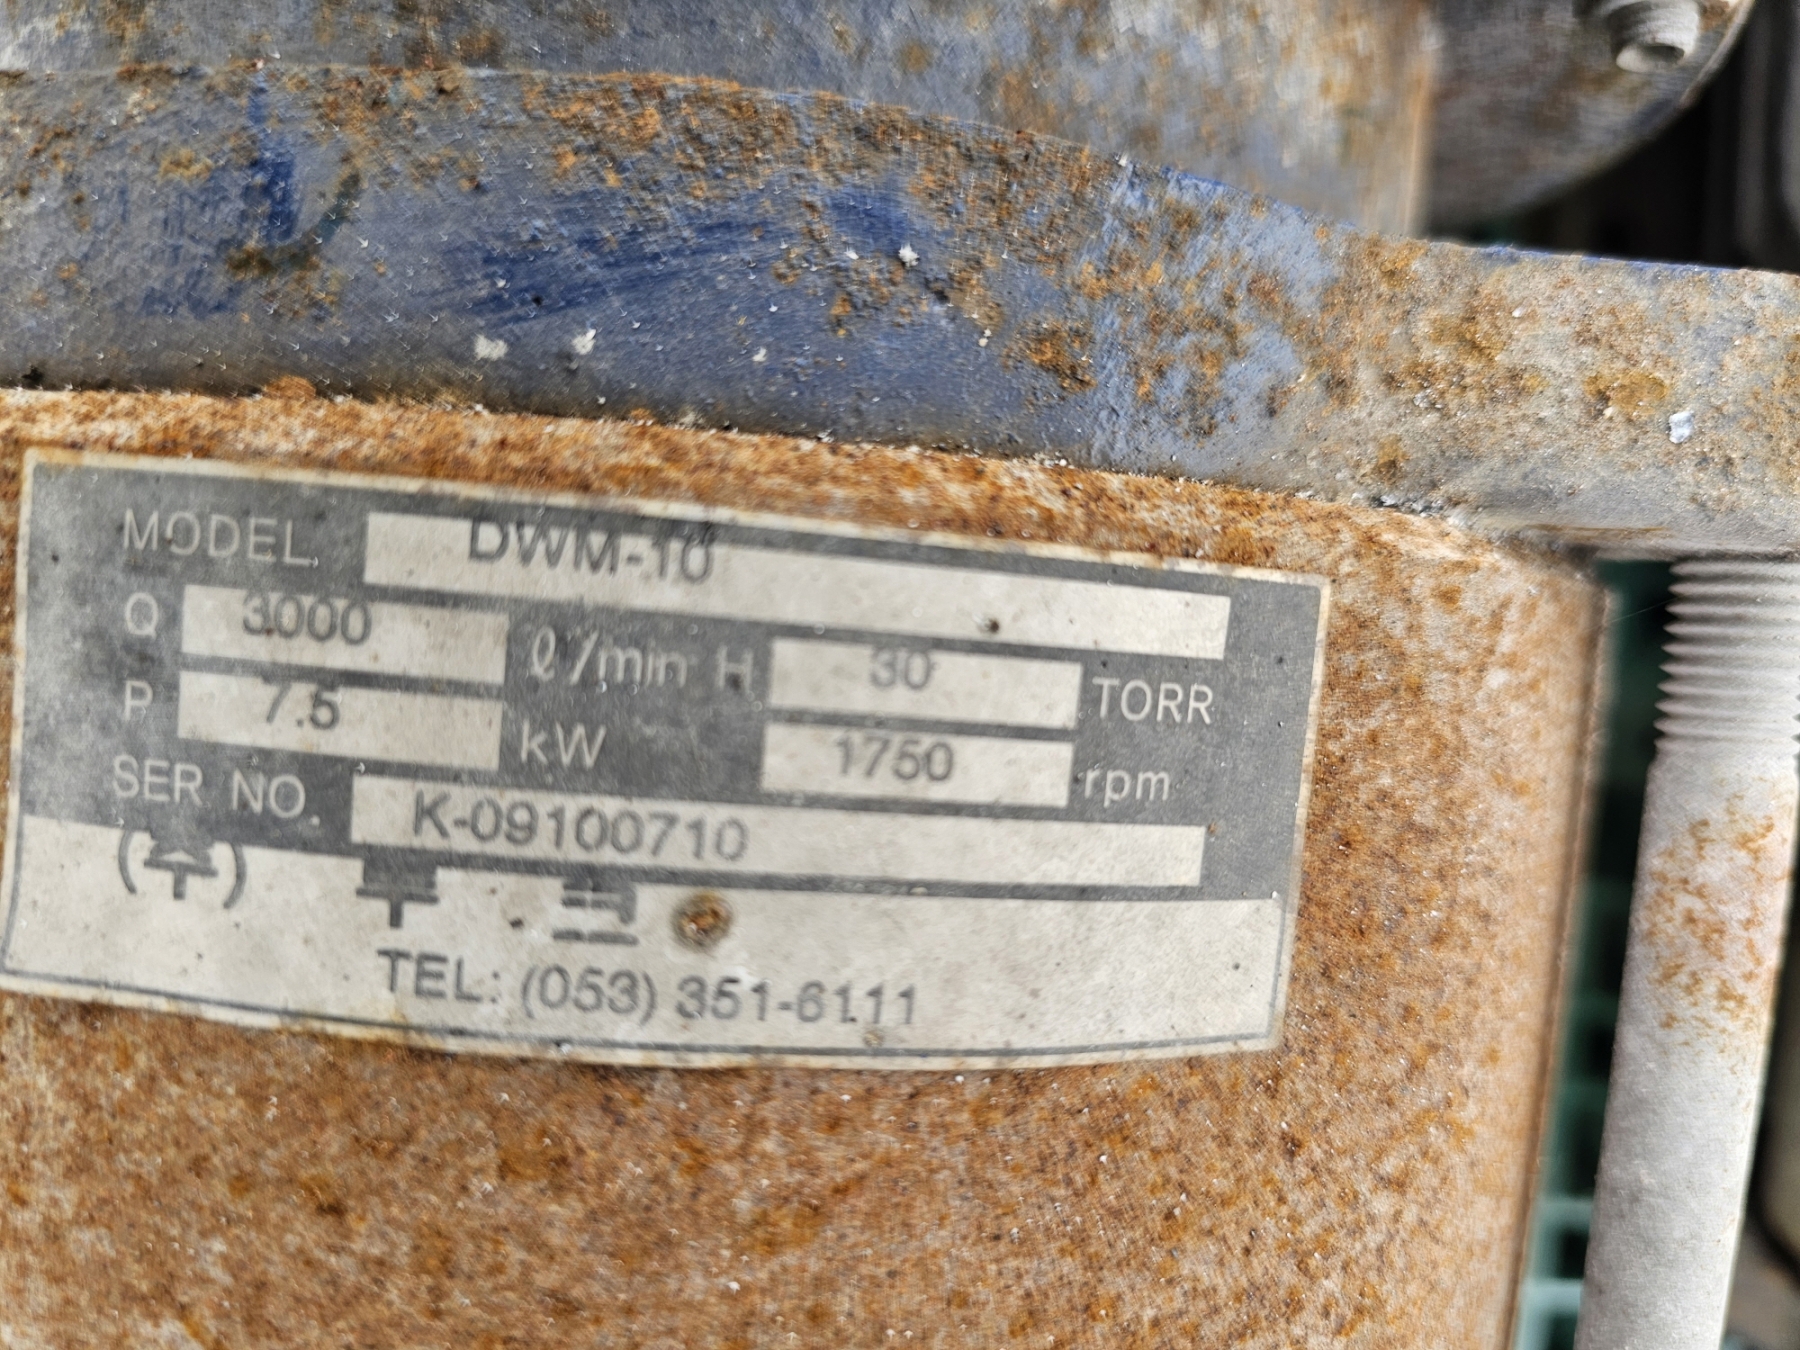 MODEL DWM-10
Q 3000 ℓ/min H 30 TORR
P 7.5 kW 1750 rpm
SER NO. K-09100710
TEL: (053) 351-6111